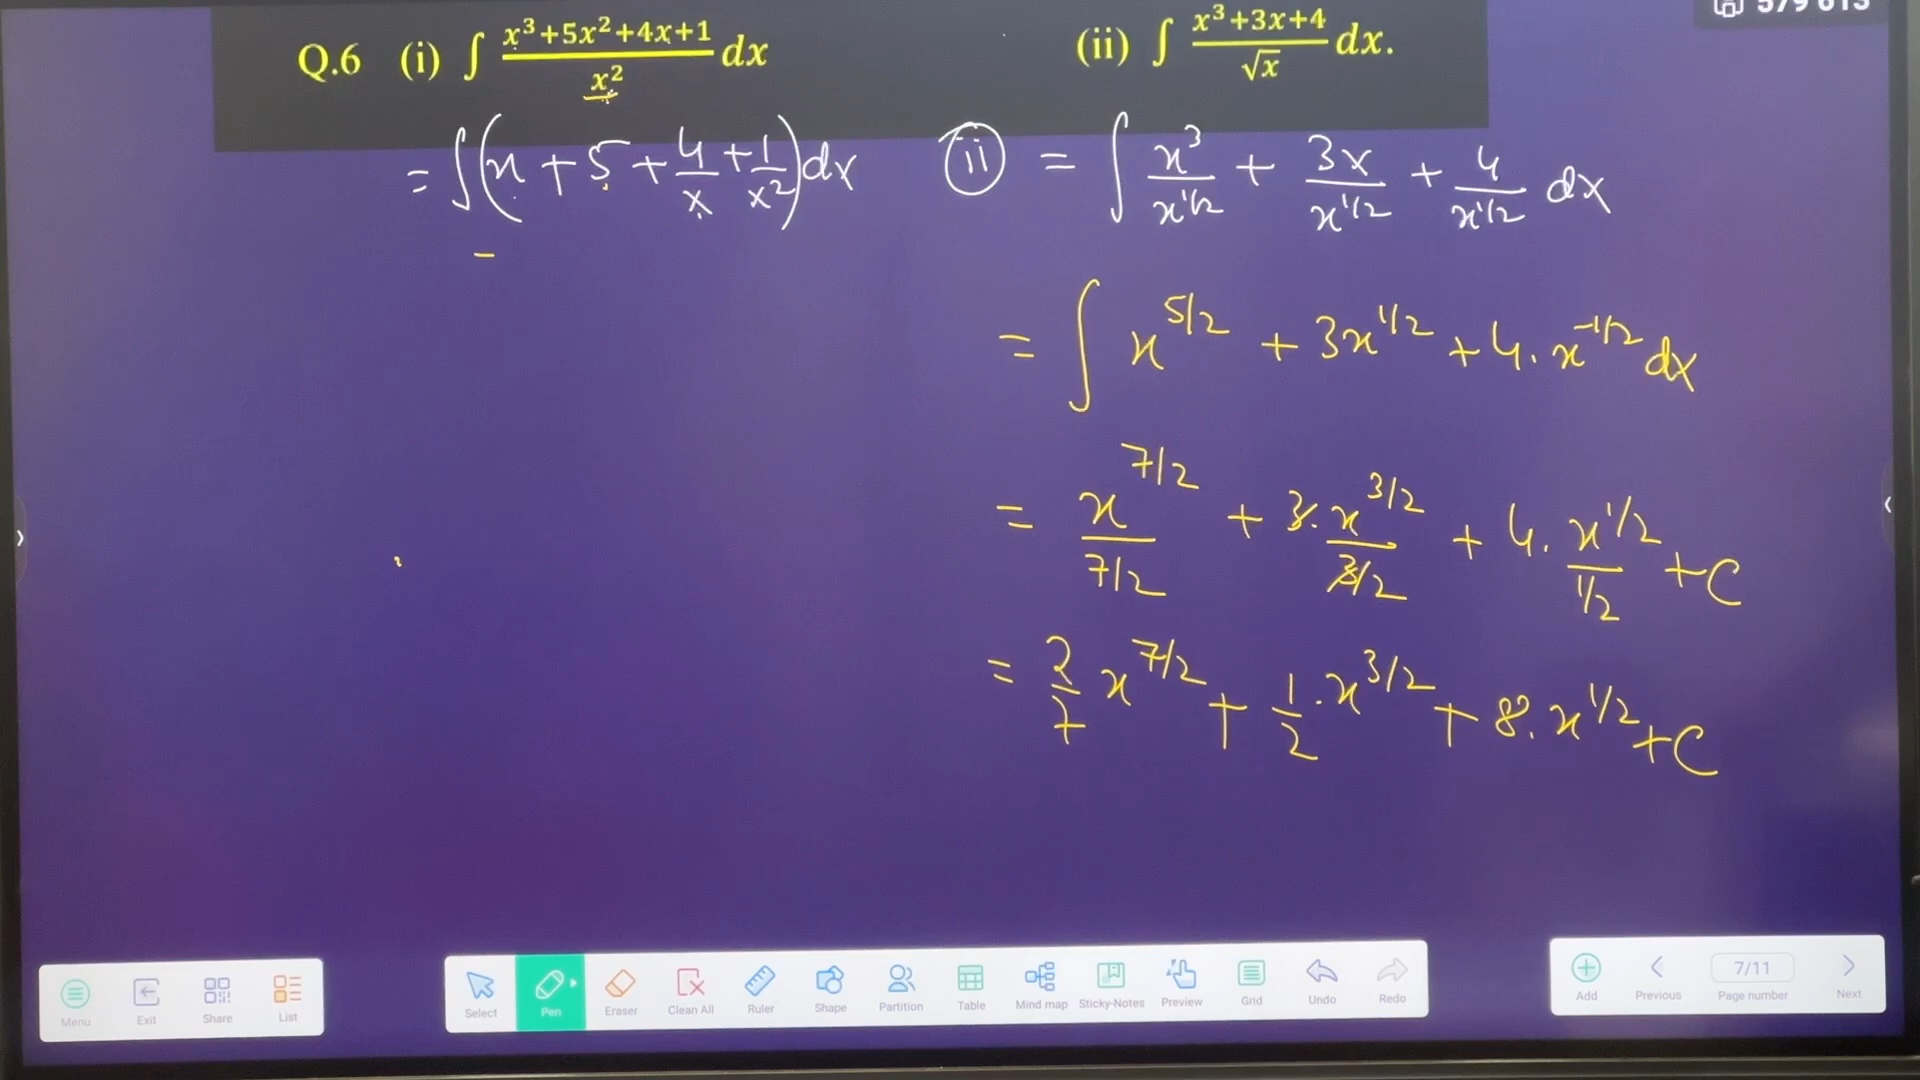 579 613
Q.6 (i) ∫ (x³+5x²+4x+1)/x² dx (ii) ∫ (x³+3x+4)/√x dx.
= ∫(x + 5 + 4/x + 1/x²)dx
(ii) = ∫ x³/x^1/2 + 3x/x^1/2 + 4/x^1/2 dx
= ∫ x^5/2 + 3x^1/2 + 4.x^-1/2 dx
= x^7/2/7/2 + 3.x^3/2/3/2 + 4.x^1/2/1/2 + C
= 2/7 x^7/2 + 1/2.x^3/2 + 8.x^1/2 + C
Menu Exit Share List Select Pen Eraser Clean All Ruler Shape Partition Table Mind map Sticky-Notes Preview Grid Undo Redo Add Previous 7/11 Page number Next